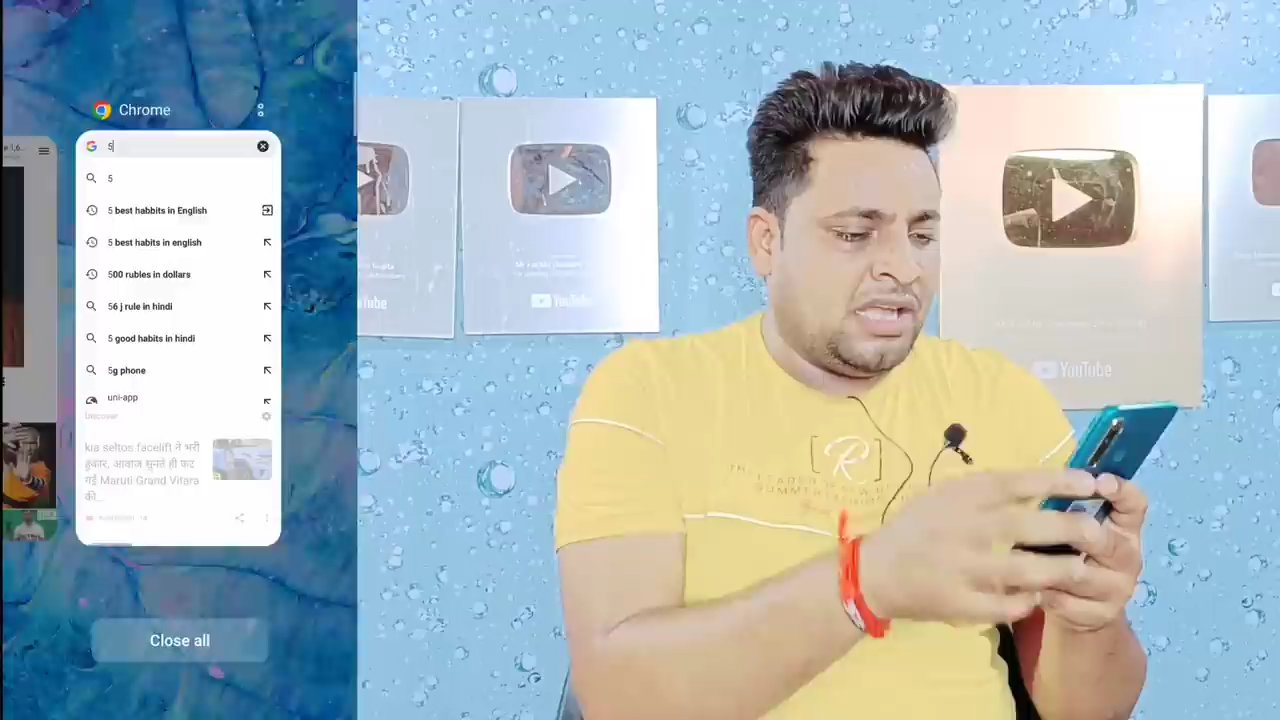 Chrome
5
5
5 best habbits in English
5 best habits in english
500 rubles in dollars
56 j rule in hindi
5 good habits in hindi
5g phone
uni-app
Discover
kia seltos facelift ने भरी
हुंकार, आवाज सुनते ही फट
गई Maruti Grand Vitara
की...
Close all
YouTube
YouTube
R
SUMMER